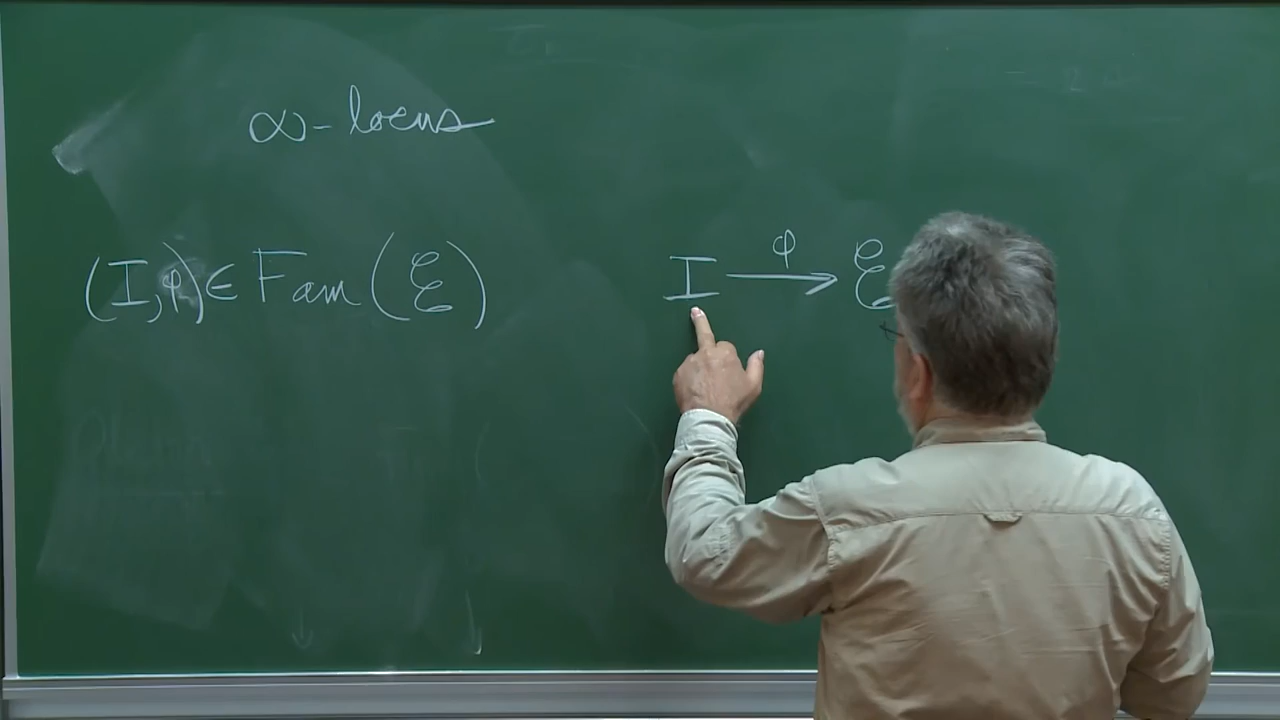 ∞-locus
(I, φ) ∈ Fam(ℰ)
I —φ→ ℰ